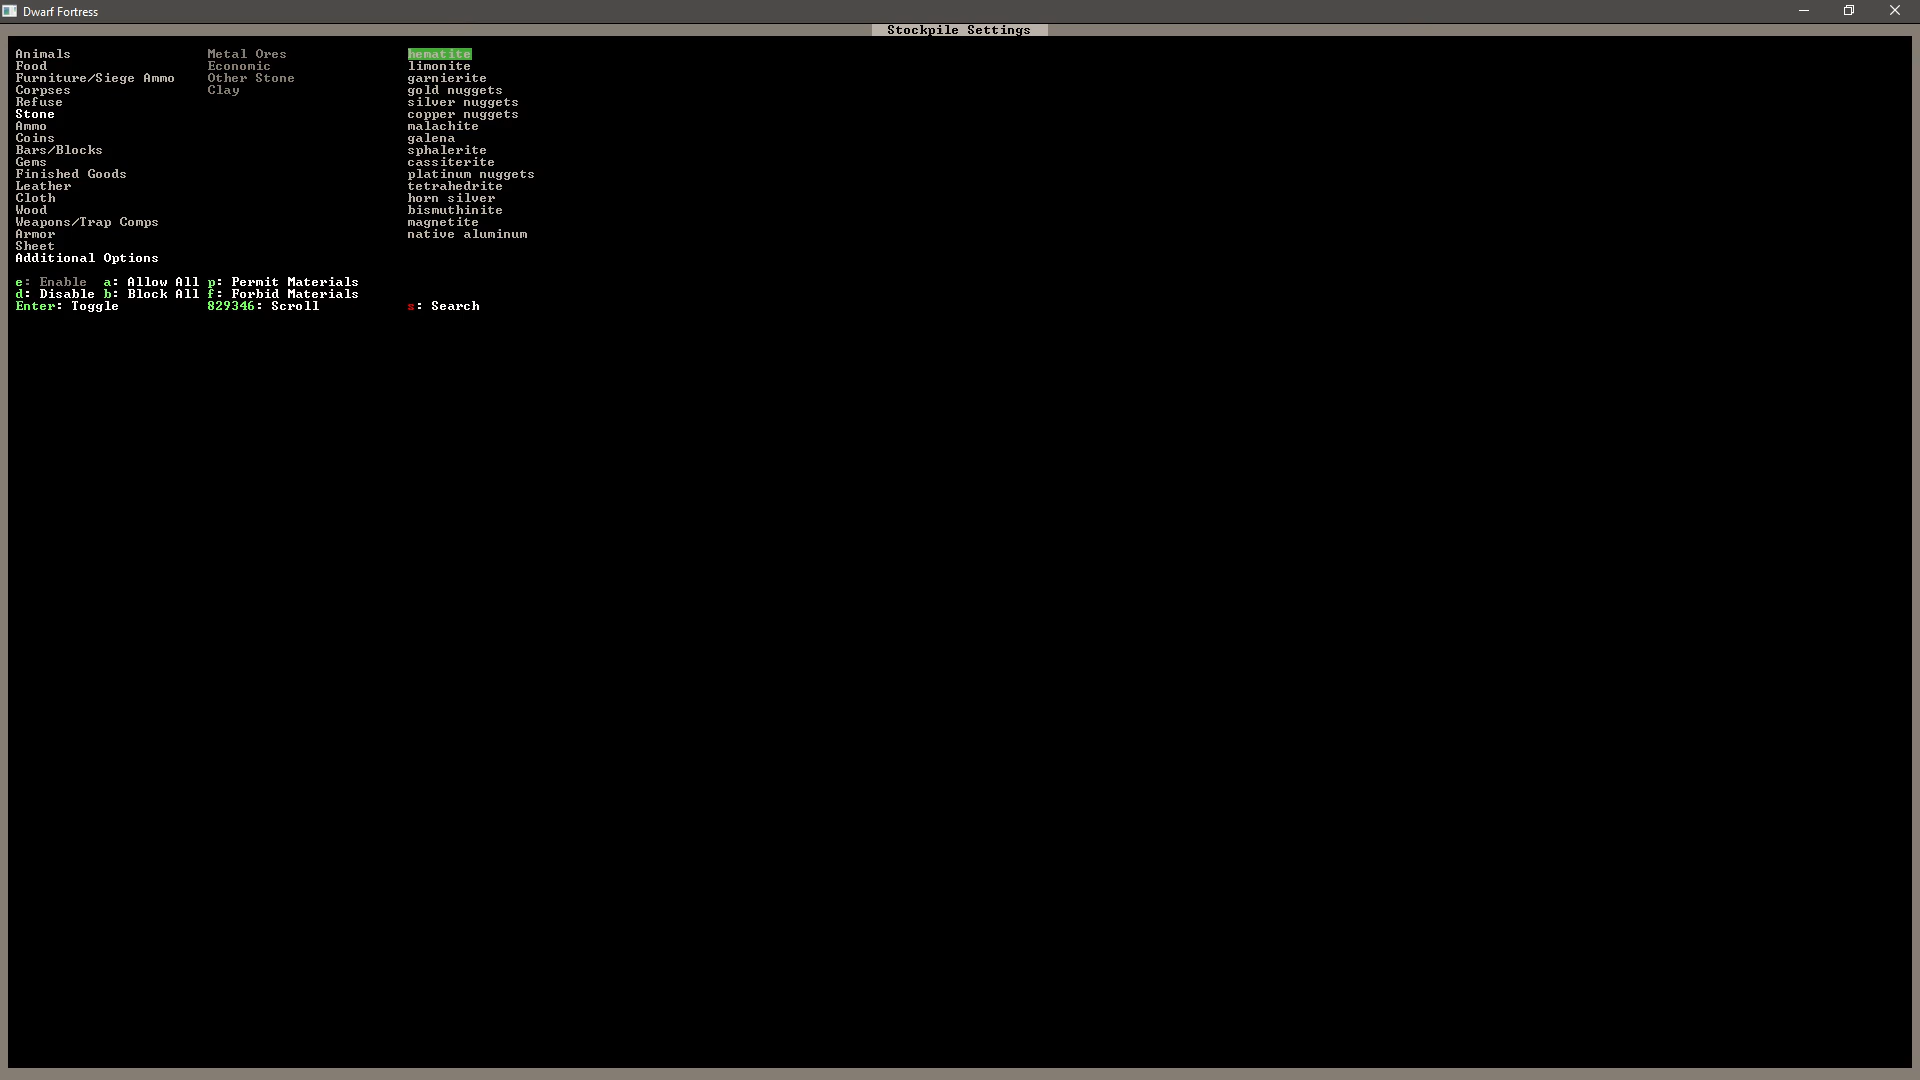 Dwarf Fortress
Stockpile Settings
Animals Metal Ores hematite
Food Economic limonite
Furniture/Siege Ammo Other Stone garnierite
Corpses Clay gold nuggets
Refuse silver nuggets
Stone copper nuggets
Ammo malachite
Coins galena
Bars/Blocks sphalerite
Gems cassiterite
Finished Goods platinum nuggets
Leather tetrahedrite
Cloth horn silver
Wood bismuthinite
Weapons/Trap Comps magnetite
Armor native aluminum
Sheet
Additional Options
e: Enable a: Allow All p: Permit Materials
d: Disable b: Block All f: Forbid Materials
Enter: Toggle 829346: Scroll s: Search